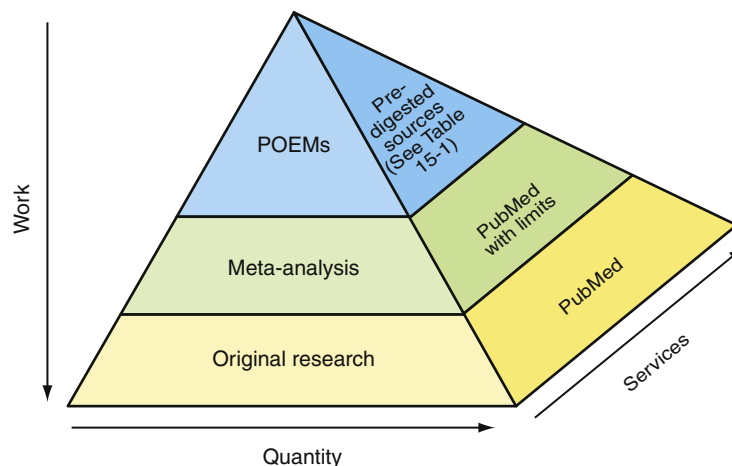 Work
POEMs
Pre-
digested
sources
(See Table
15-1)
Meta-analysis
PubMed
with limits
Original research
PubMed
Services
Quantity